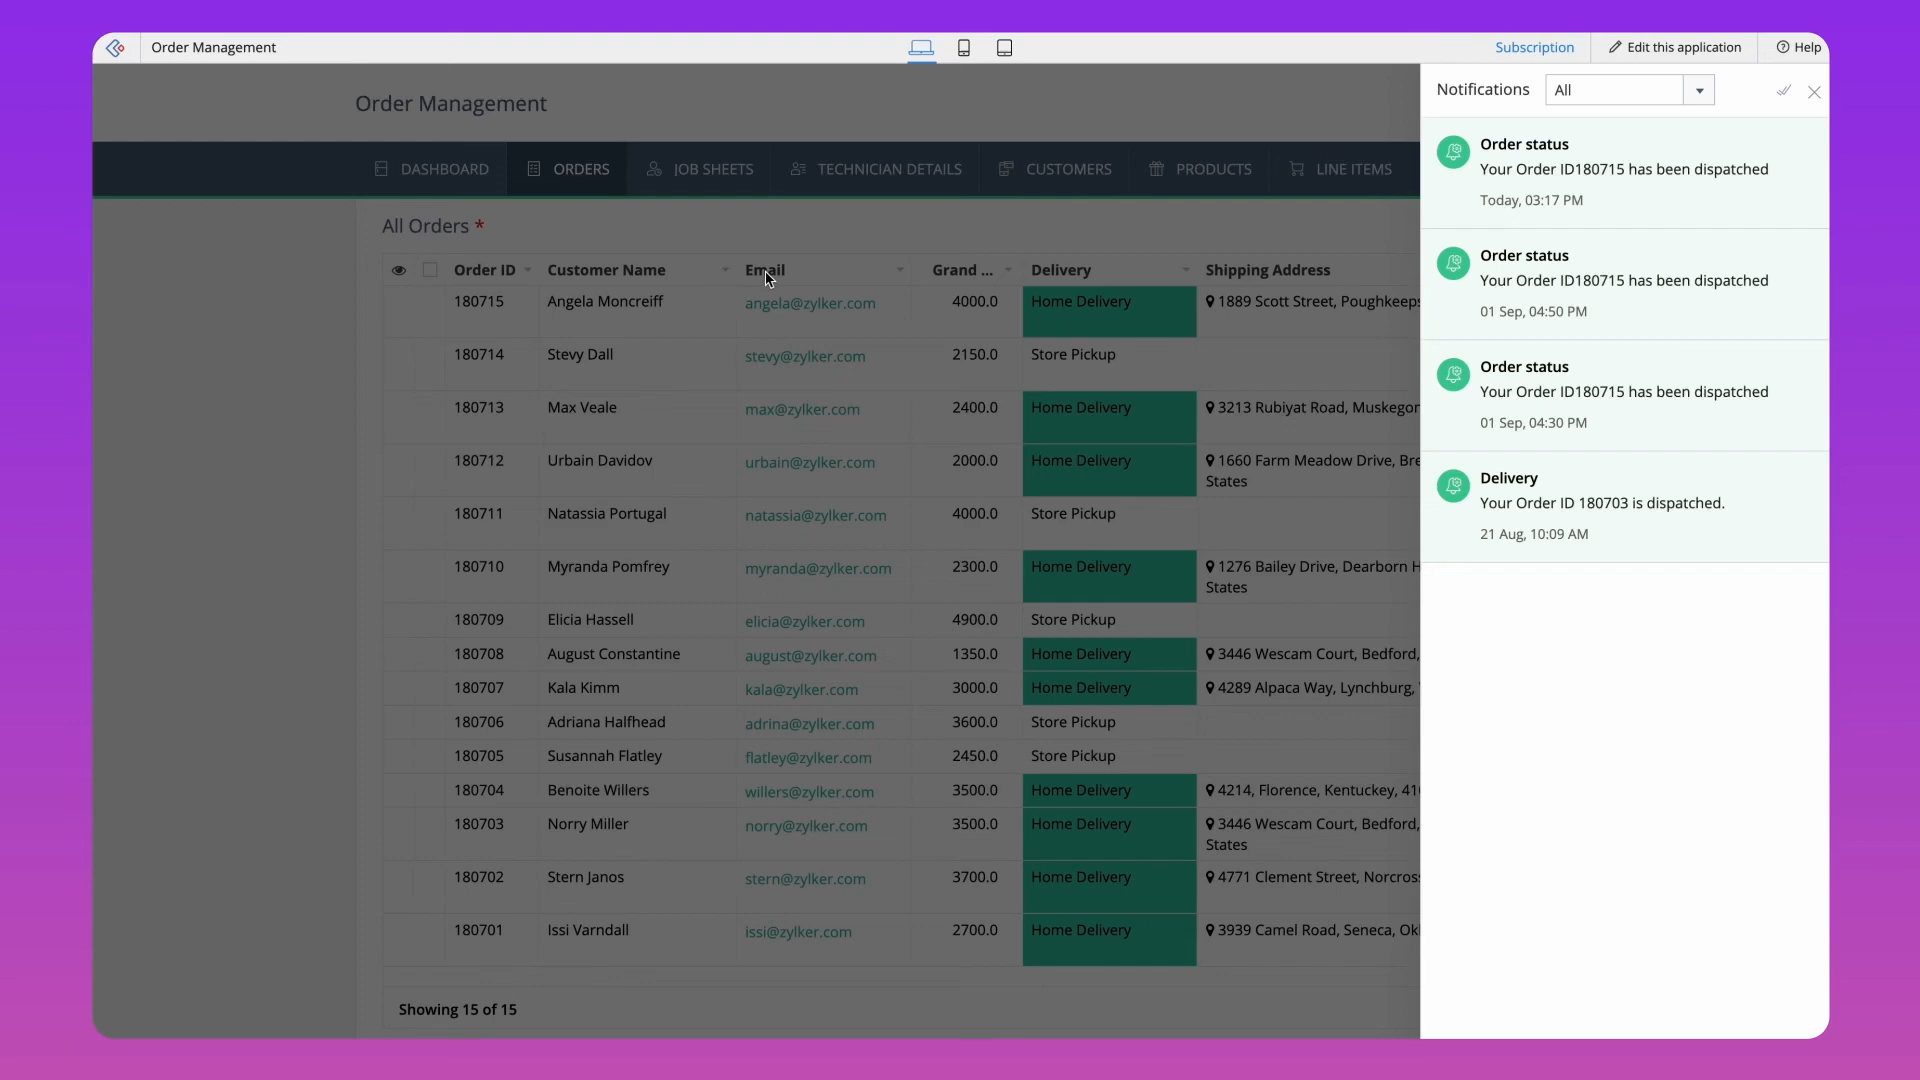 Order Management
Subscription
Edit this application
Help
Order Management
DASHBOARD
ORDERS
JOB SHEETS
TECHNICIAN DETAILS
CUSTOMERS
PRODUCTS
LINE ITEMS
All Orders *
Order ID Customer Name Email Grand ... Delivery Shipping Address
180715 Angela Moncreiff angela@zylker.com 4000.0 Home Delivery 1889 Scott Street, Poughkeeps
180714 Stevy Dall stevy@zylker.com 2150.0 Store Pickup
180713 Max Veale max@zylker.com 2400.0 Home Delivery 3213 Rubiyat Road, Muskegon
180712 Urbain Davidov urbain@zylker.com 2000.0 Home Delivery 1660 Farm Meadow Drive, Bre
States
180711 Natassia Portugal natassia@zylker.com 4000.0 Store Pickup
180710 Myranda Pomfrey myranda@zylker.com 2300.0 Home Delivery 1276 Bailey Drive, Dearborn H
States
180709 Elicia Hassell elicia@zylker.com 4900.0 Store Pickup
180708 August Constantine august@zylker.com 1350.0 Home Delivery 3446 Wescam Court, Bedford,
180707 Kala Kimm kala@zylker.com 3000.0 Home Delivery 4289 Alpaca Way, Lynchburg,
180706 Adriana Halfhead adrina@zylker.com 3600.0 Store Pickup
180705 Susannah Flatley flatley@zylker.com 2450.0 Store Pickup
180704 Benoite Willers willers@zylker.com 3500.0 Home Delivery 4214, Florence, Kentucky, 410
180703 Norry Miller norry@zylker.com 3500.0 Home Delivery 3446 Wescam Court, Bedford,
States
180702 Stern Janos stern@zylker.com 3700.0 Home Delivery 4771 Clement Street, Norcross
180701 Issi Varndall issi@zylker.com 2700.0 Home Delivery 3939 Camel Road, Seneca, Okl
Showing 15 of 15
Notifications
All
Order status
Your Order ID180715 has been dispatched
Today, 03:17 PM
Order status
Your Order ID180715 has been dispatched
01 Sep, 04:50 PM
Order status
Your Order ID180715 has been dispatched
01 Sep, 04:30 PM
Delivery
Your Order ID 180703 is dispatched.
21 Aug, 10:09 AM